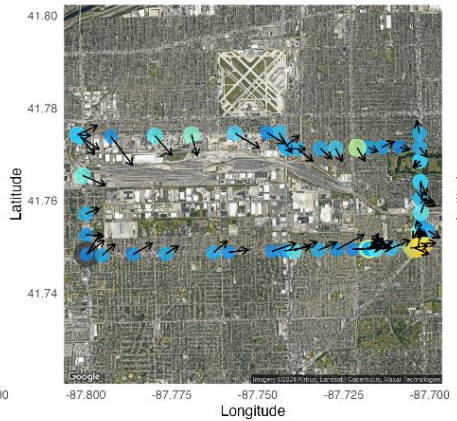 41.80
41.78
41.76
41.74
Latitude
Google
Imagery ©2024 Airbus, Landsat / Copernicus, Maxar Technologies
-87.800 -87.775 -87.750 -87.725 -87.700
Longitude